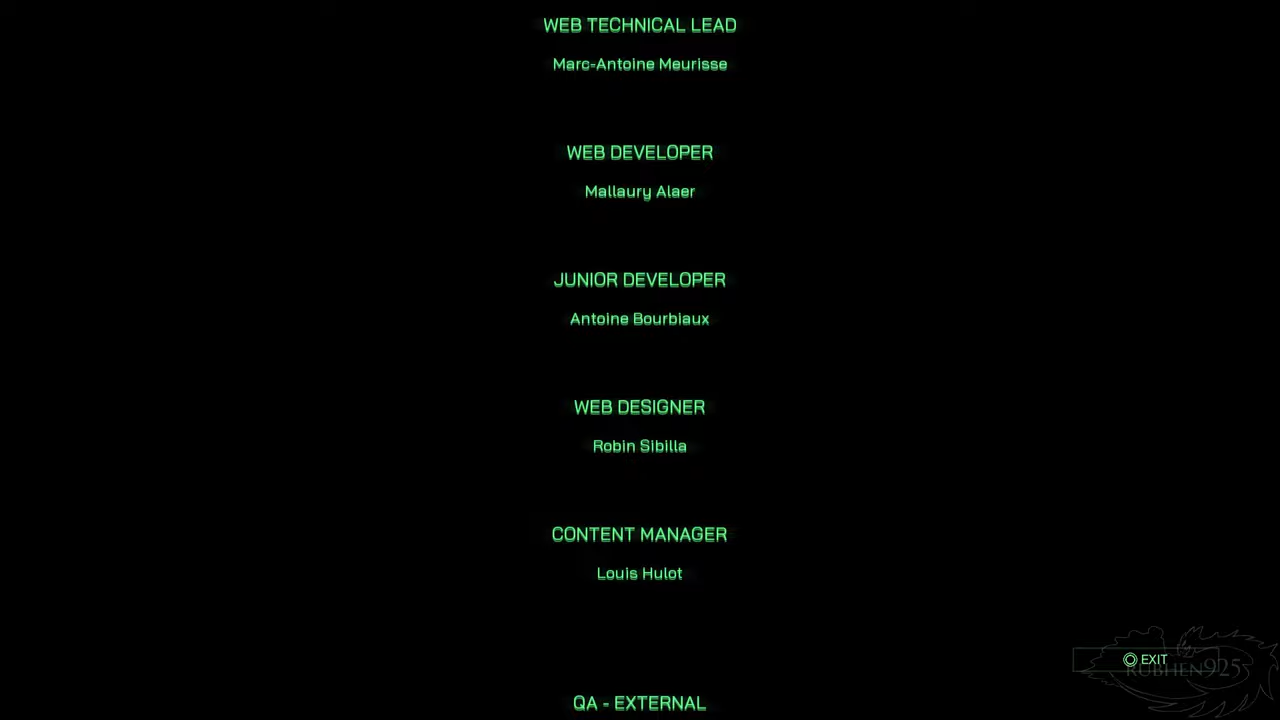 WEB TECHNICAL LEAD
Marc-Antoine Meurisse
WEB DEVELOPER
Mallaury Alaer
JUNIOR DEVELOPER
Antoine Bourbiaux
WEB DESIGNER
Robin Sibilla
CONTENT MANAGER
Louis Hulot
EXIT
RUBHEN925
QA - EXTERNAL